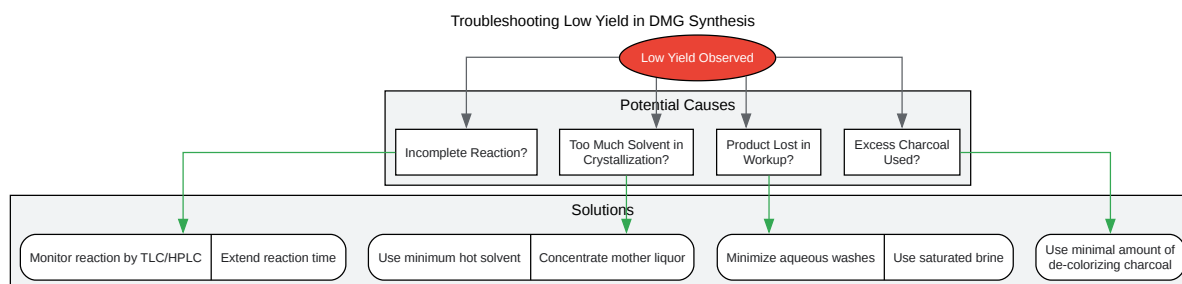 Troubleshooting Low Yield in DMG Synthesis
Low Yield Observed
Potential Causes
Incomplete Reaction?
Too Much Solvent in
Crystallization?
Product Lost in
Workup?
Excess Charcoal
Used?
Solutions
Monitor reaction by TLC/HPLC
Extend reaction time
Use minimum hot solvent
Concentrate mother liquor
Minimize aqueous washes
Use saturated brine
Use minimal amount of
de-colorizing charcoal